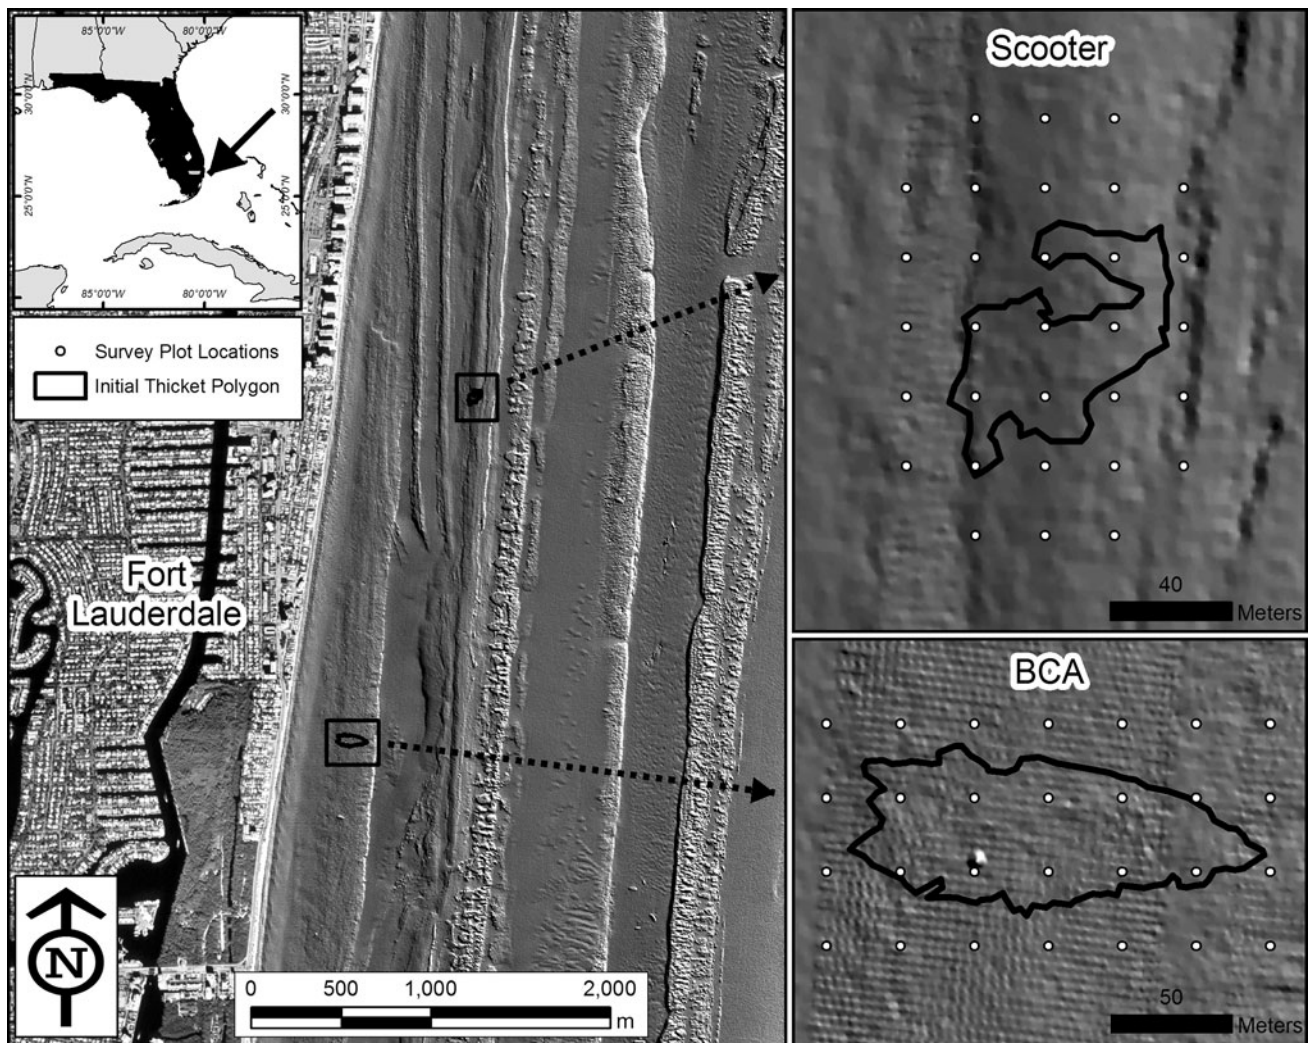 85°0'0"W 80°0'0"W
30°0'0"N 30°0'0"N
25°0'0"N 25°0'0"N
85°0'0"W 80°0'0"W
Survey Plot Locations
Initial Thicket Polygon
Fort
Lauderdale
N
0 500 1,000 2,000
m
Scooter
40
Meters
BCA
50
Meters